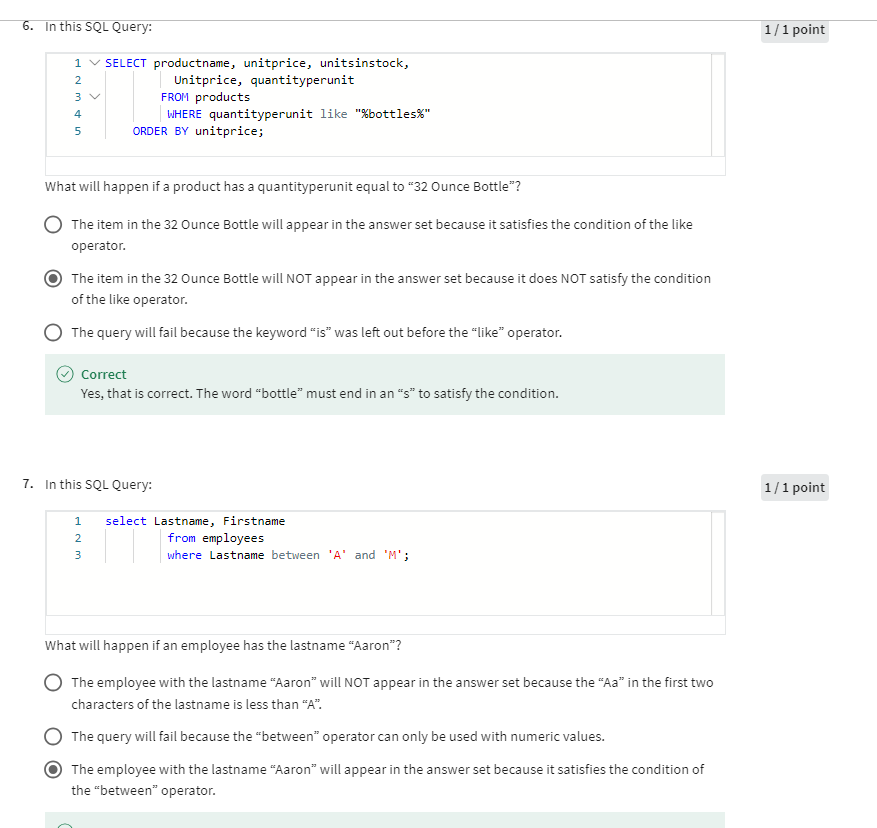 6. In this SQL Query:
1 / 1 point
1 SELECT productname, unitprice, unitsinstock,
2 Unitprice, quantityperunit
3 FROM products
4 WHERE quantityperunit like "%bottles%"
5 ORDER BY unitprice;
What will happen if a product has a quantityperunit equal to “32 Ounce Bottle”?
The item in the 32 Ounce Bottle will appear in the answer set because it satisfies the condition of the like
operator.
The item in the 32 Ounce Bottle will NOT appear in the answer set because it does NOT satisfy the condition
of the like operator.
The query will fail because the keyword “is” was left out before the “like” operator.
Correct
Yes, that is correct. The word “bottle” must end in an “s” to satisfy the condition.
7. In this SQL Query:
1 / 1 point
1 select Lastname, Firstname
2 from employees
3 where Lastname between 'A' and 'M';
What will happen if an employee has the lastname “Aaron”?
The employee with the lastname “Aaron” will NOT appear in the answer set because the “Aa” in the first two
characters of the lastname is less than “A”.
The query will fail because the “between” operator can only be used with numeric values.
The employee with the lastname “Aaron” will appear in the answer set because it satisfies the condition of
the “between” operator.